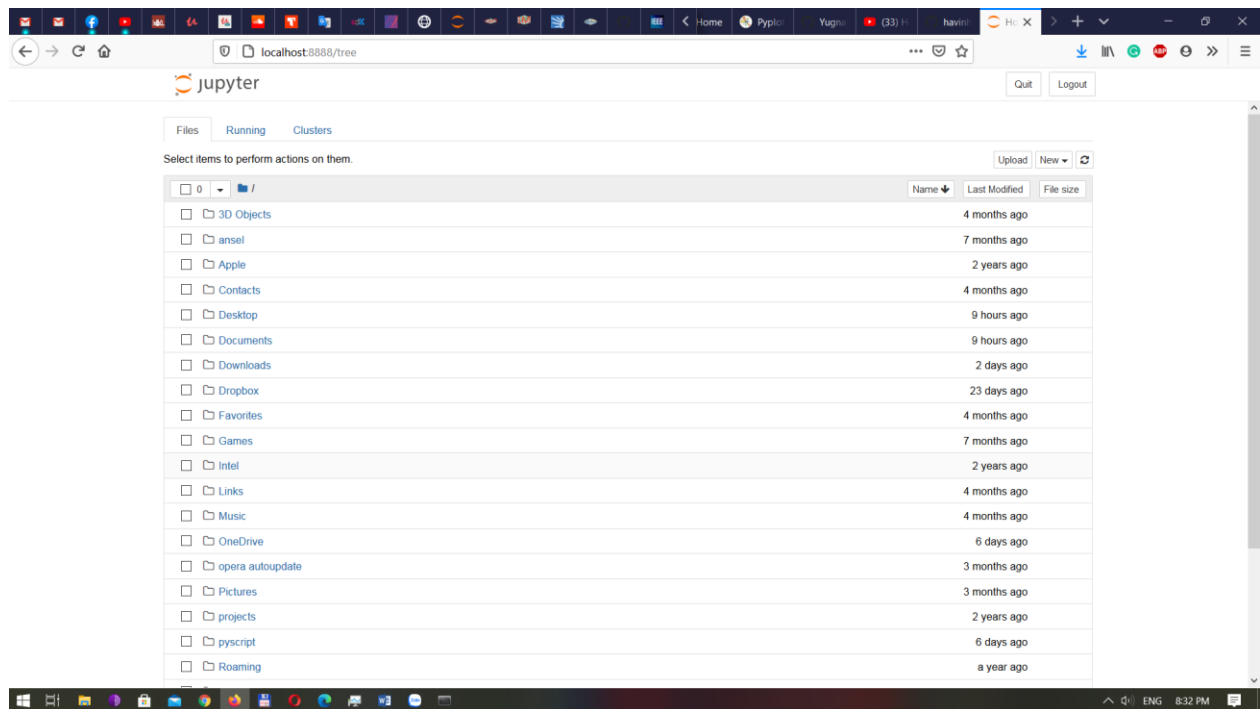 Home
Pyplot
Yugna
(33) H
havinh
Ho
localhost:8888/tree
ABP
jupyter
Quit
Logout
Files
Running
Clusters
Select items to perform actions on them.
Upload
New
0
/
Name
Last Modified
File size
3D Objects 4 months ago
ansel 7 months ago
Apple 2 years ago
Contacts 4 months ago
Desktop 9 hours ago
Documents 9 hours ago
Downloads 2 days ago
Dropbox 23 days ago
Favorites 4 months ago
Games 7 months ago
Intel 2 years ago
Links 4 months ago
Music 4 months ago
OneDrive 6 days ago
opera autoupdate 3 months ago
Pictures 3 months ago
projects 2 years ago
pyscript 6 days ago
Roaming a year ago
ENG 8:32 PM